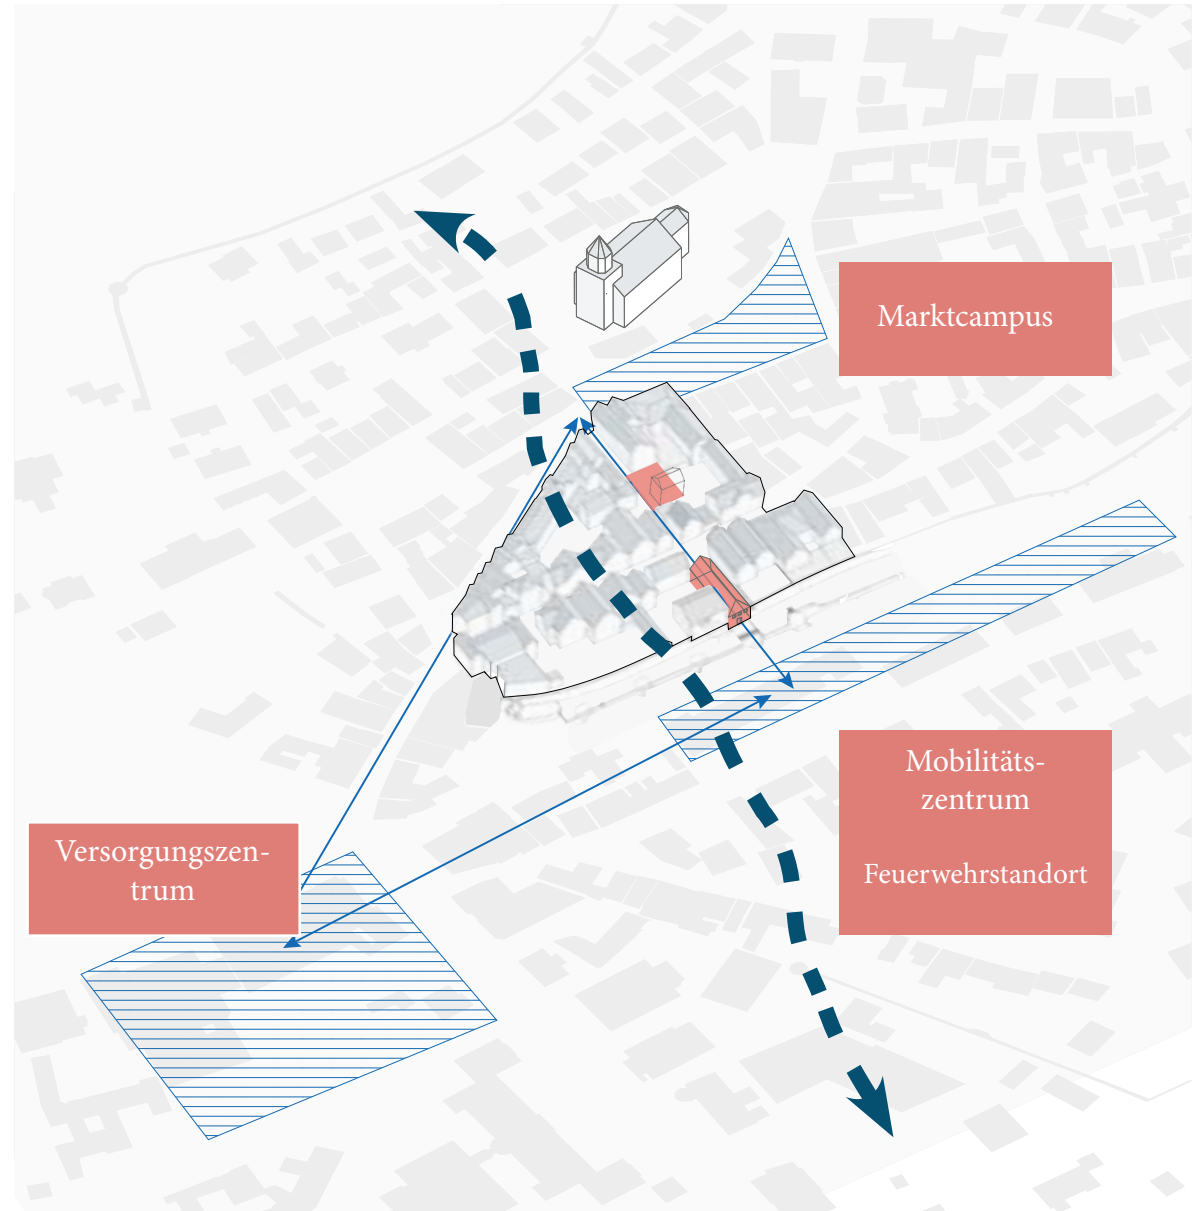 Marktcampus
Mobilitäts-
zentrum
Feuerwehrstandort
Versorgungszen-
trum